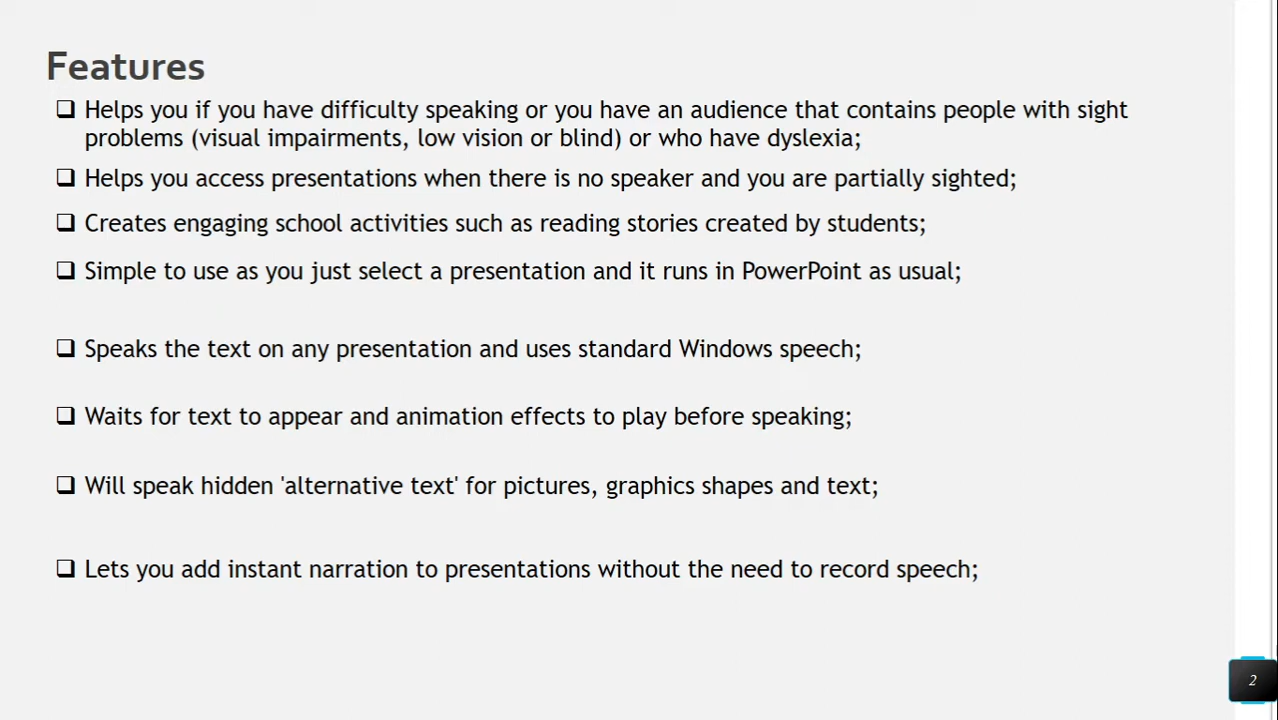 Features
❑ Helps you if you have difficulty speaking or you have an audience that contains people with sight
problems (visual impairments, low vision or blind) or who have dyslexia;
❑ Helps you access presentations when there is no speaker and you are partially sighted;
❑ Creates engaging school activities such as reading stories created by students;
❑ Simple to use as you just select a presentation and it runs in PowerPoint as usual;
❑ Speaks the text on any presentation and uses standard Windows speech;
❑ Waits for text to appear and animation effects to play before speaking;
❑ Will speak hidden 'alternative text' for pictures, graphics shapes and text;
❑ Lets you add instant narration to presentations without the need to record speech;
2